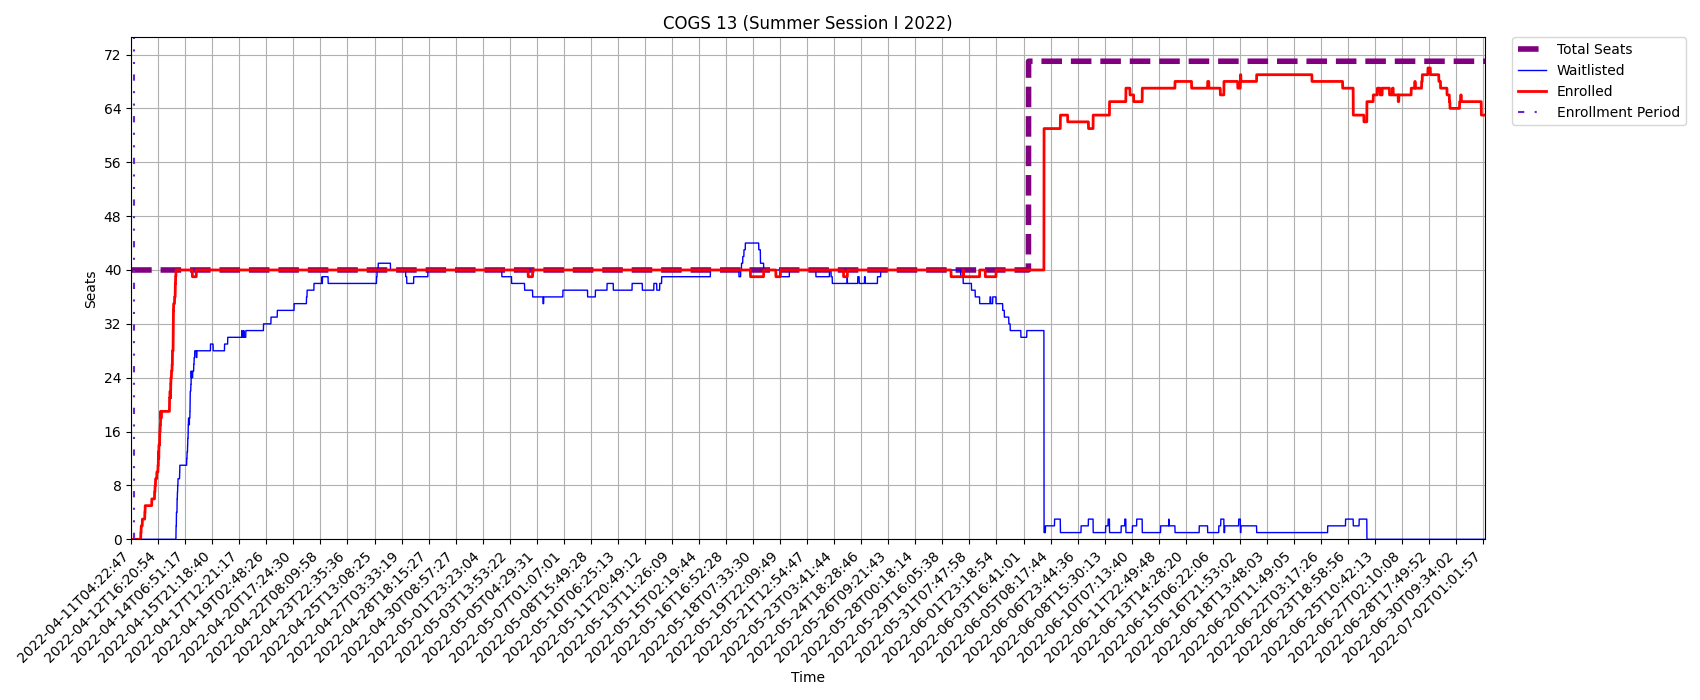 COGS 13 (Summer Session I 2022)
Total Seats
Waitlisted
Enrolled
Enrollment Period
Seats
72
64
56
48
40
32
24
16
8
0
2022-04-11T04:22:47
2022-04-12T16:20:54
2022-04-14T06:51:17
2022-04-15T21:18:40
2022-04-17T12:21:17
2022-04-19T02:48:26
2022-04-20T17:24:30
2022-04-22T08:09:58
2022-04-23T22:35:36
2022-04-25T13:08:25
2022-04-27T03:33:19
2022-04-28T18:15:27
2022-04-30T08:57:27
2022-05-01T23:23:04
2022-05-03T13:53:22
2022-05-05T04:29:31
2022-05-07T01:07:01
2022-05-08T15:49:28
2022-05-10T06:25:13
2022-05-11T20:49:12
2022-05-13T11:26:09
2022-05-15T02:19:44
2022-05-16T16:52:28
2022-05-18T07:33:30
2022-05-19T22:09:49
2022-05-21T12:54:47
2022-05-23T03:41:44
2022-05-24T18:28:46
2022-05-26T09:21:43
2022-05-28T00:18:14
2022-05-29T16:05:38
2022-05-31T07:47:58
2022-06-01T23:18:54
2022-06-03T16:41:01
2022-06-05T08:17:44
2022-06-06T23:44:36
2022-06-08T15:30:13
2022-06-10T07:13:40
2022-06-11T22:49:48
2022-06-13T14:28:20
2022-06-15T06:22:06
2022-06-16T21:53:02
2022-06-18T13:48:03
2022-06-20T11:49:05
2022-06-22T03:17:26
2022-06-23T18:58:56
2022-06-25T10:42:13
2022-06-27T02:10:08
2022-06-28T17:49:52
2022-06-30T09:34:02
2022-07-02T01:01:57
Time